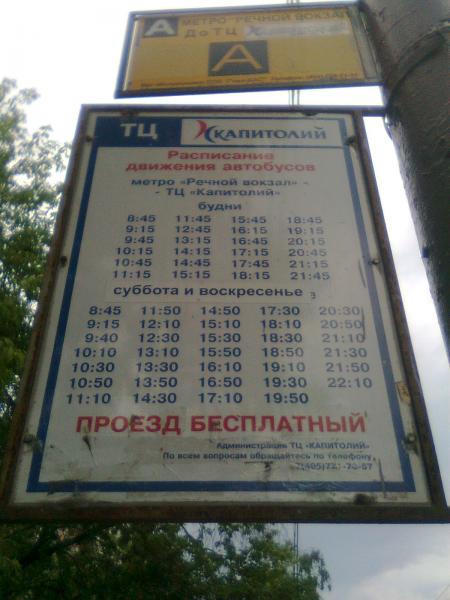 А МЕТРО "РЕЧНОЙ ВОКЗАЛ"
ДО ТЦ
А
ТЦ КАПИТОЛИЙ
Расписание
движения автобусов
метро «Речной вокзал» -
- ТЦ «Капитолий»
будни
8:45 11:45 15:45 18:45
9:15 12:45 16:15 19:15
9:45 13:15 16:45 20:15
10:15 14:15 17:15 20:45
10:45 14:45 17:45 21:15
11:15 15:15 18:15 21:45
суббота и воскресенье
8:45 11:50 14:50 17:30 20:30
9:15 12:10 15:10 18:10 20:50
9:40 12:30 15:30 18:30 21:10
10:10 13:10 15:50 18:50 21:30
10:30 13:30 16:10 19:10 21:50
10:50 13:50 16:50 19:30 22:10
11:10 14:30 17:10 19:50
ПРОЕЗД БЕСПЛАТНЫЙ
Администрация ТЦ «КАПИТОЛИЙ»
По всем вопросам обращайтесь по телефону